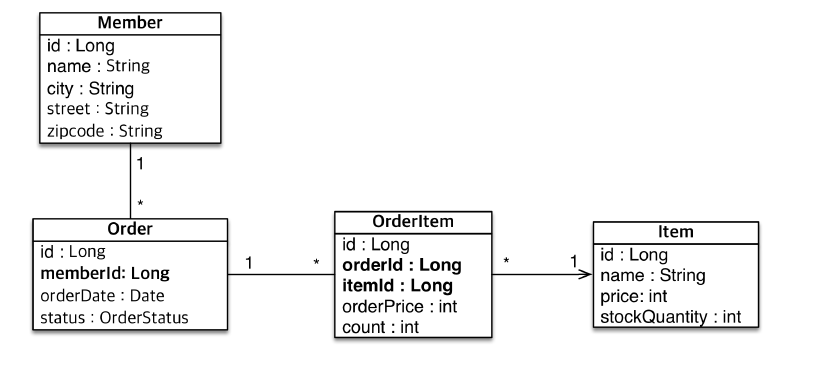 Member
id : Long
name : String
city : String
street : String
zipcode : String
1
*
Order
id : Long
memberId: Long
orderDate : Date
status : OrderStatus
1
*
OrderItem
id : Long
orderId : Long
itemId : Long
orderPrice : int
count : int
*
1
Item
id : Long
name : String
price: int
stockQuantity : int